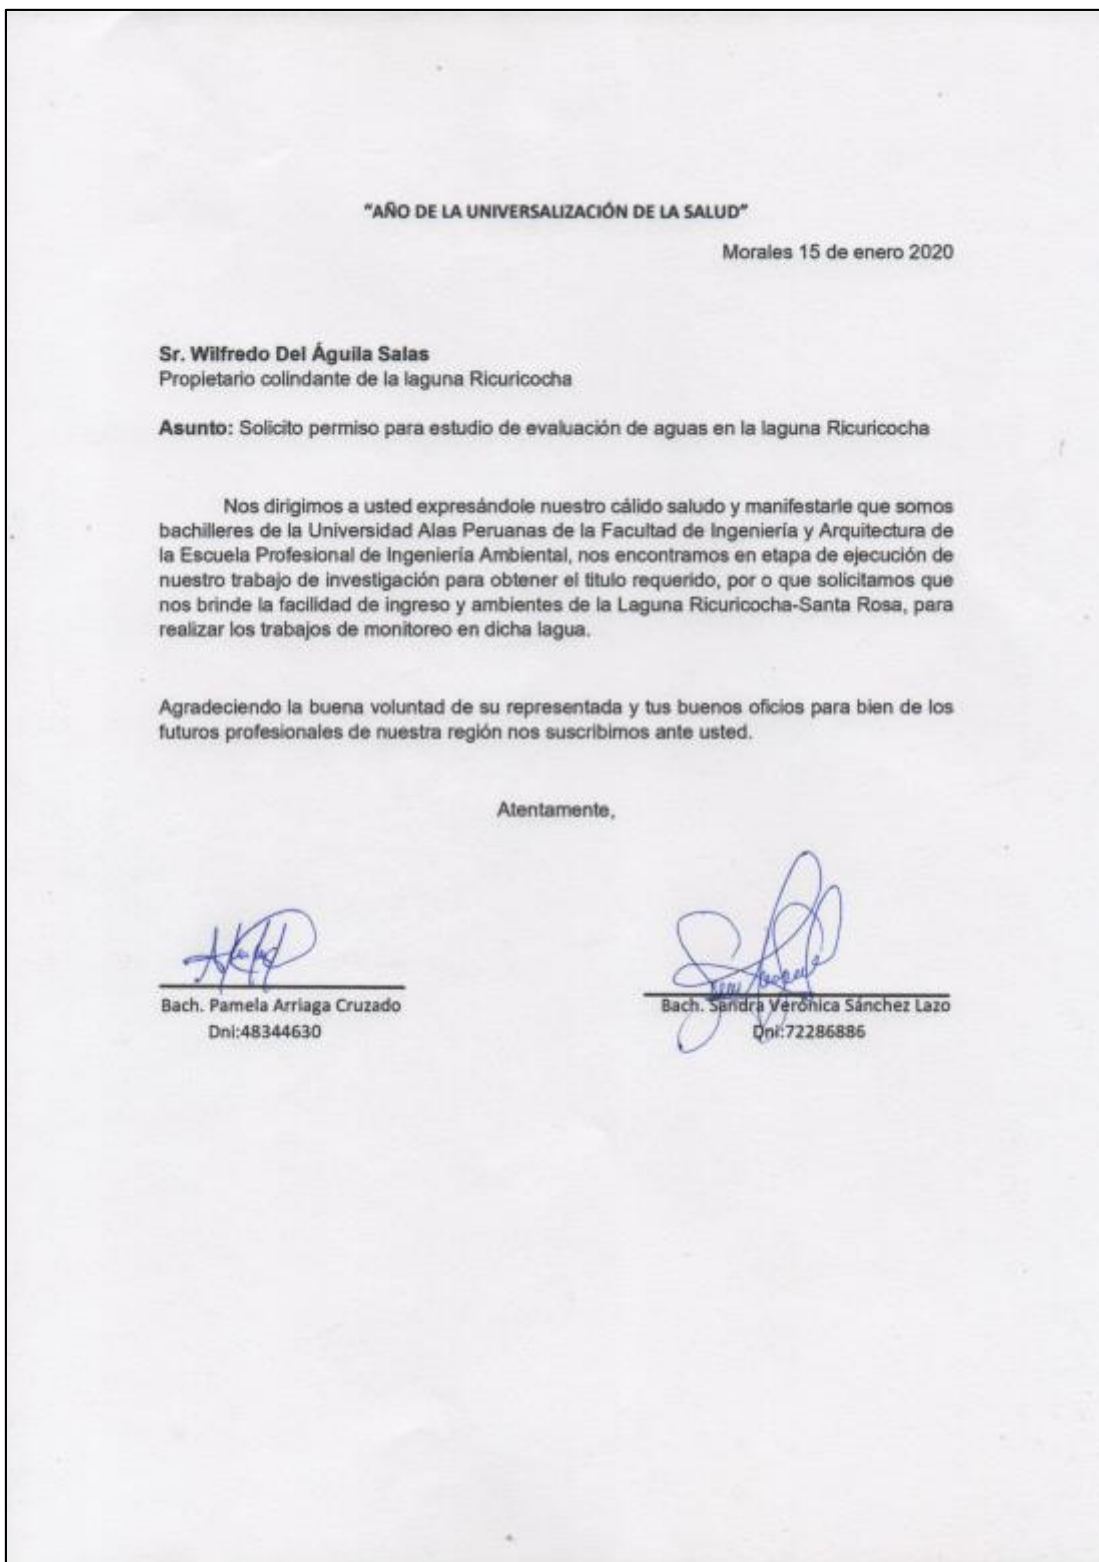 "AÑO DE LA UNIVERSALIZACIÓN DE LA SALUD"
Morales 15 de enero 2020
Sr. Wilfredo Del Águila Salas
Propietario colindante de la laguna Ricuricocha
Asunto: Solicito permiso para estudio de evaluación de aguas en la laguna Ricuricocha
Nos dirigimos a usted expresándole nuestro cálido saludo y manifestarle que somos
bachilleres de la Universidad Alas Peruanas de la Facultad de Ingeniería y Arquitectura de
la Escuela Profesional de Ingeniería Ambiental, nos encontramos en etapa de ejecución de
nuestro trabajo de investigación para obtener el titulo requerido, por o que solicitamos que
nos brinde la facilidad de ingreso y ambientes de la Laguna Ricuricocha-Santa Rosa, para
realizar los trabajos de monitoreo en dicha lagua.
Agradeciendo la buena voluntad de su representada y tus buenos oficios para bien de los
futuros profesionales de nuestra región nos suscribimos ante usted.
Atentamente,
Bach. Pamela Arriaga Cruzado
Dni:48344630
Bach. Sandra Verónica Sánchez Lazo
Dni:72286886